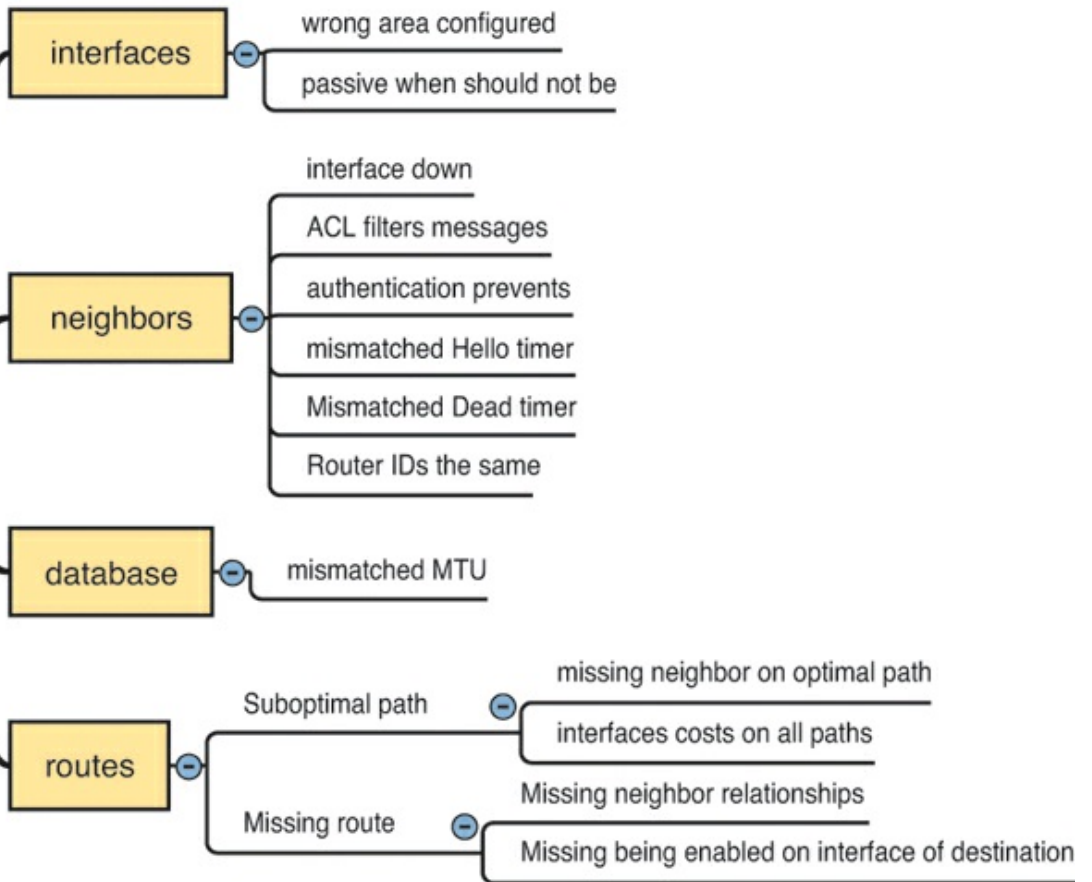 interfaces
wrong area configured
passive when should not be
neighbors
interface down
ACL filters messages
authentication prevents
mismatched Hello timer
Mismatched Dead timer
Router IDs the same
database
mismatched MTU
routes
Suboptimal path
missing neighbor on optimal path
interfaces costs on all paths
Missing route
Missing neighbor relationships
Missing being enabled on interface of destination